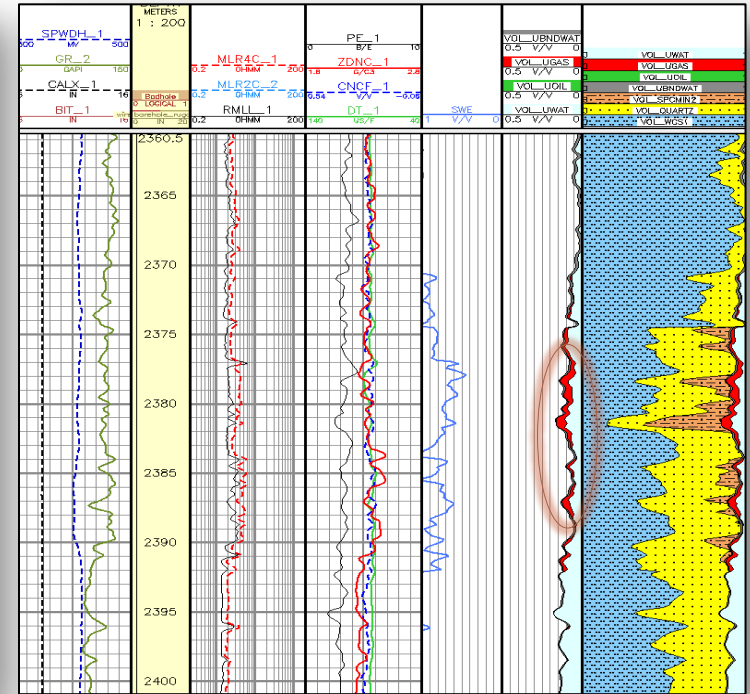 METERS
1 : 200
SPWDH_1
500 MV 500
GR_2
GAPI 150
CALX_1
6 IN 16
BIT_1
6 IN 16
Badhole
0 LOGICAL 1
0 IN 20
MLR4C_1
0.2 OHMM 200
MLR2C_2
0.2 OHMM 200
RMLL_1
0.2 OHMM 200
PE_1
0 B/E 10
ZDNC_1
1.8 G/C3 2.8
CNCF_1
0.54 V/V -0.06
DT_1
140 US/F 40
SWE
1 V/V 0
VOL_UBNDWAT
0.5 V/V 0
VOL_UGAS
0.5 V/V 0
VOL_UOIL
0.5 V/V 0
VOL_UWAT
0.5 V/V 0
VOL_UWAT
VOL_UGAS
VOL_UOIL
VOL_UBNDWAT
VOL_SPCMIN2
VOL_QUARTZ
VOL_WCS1
2360.5
2365
2370
2375
2380
2385
2390
2395
2400